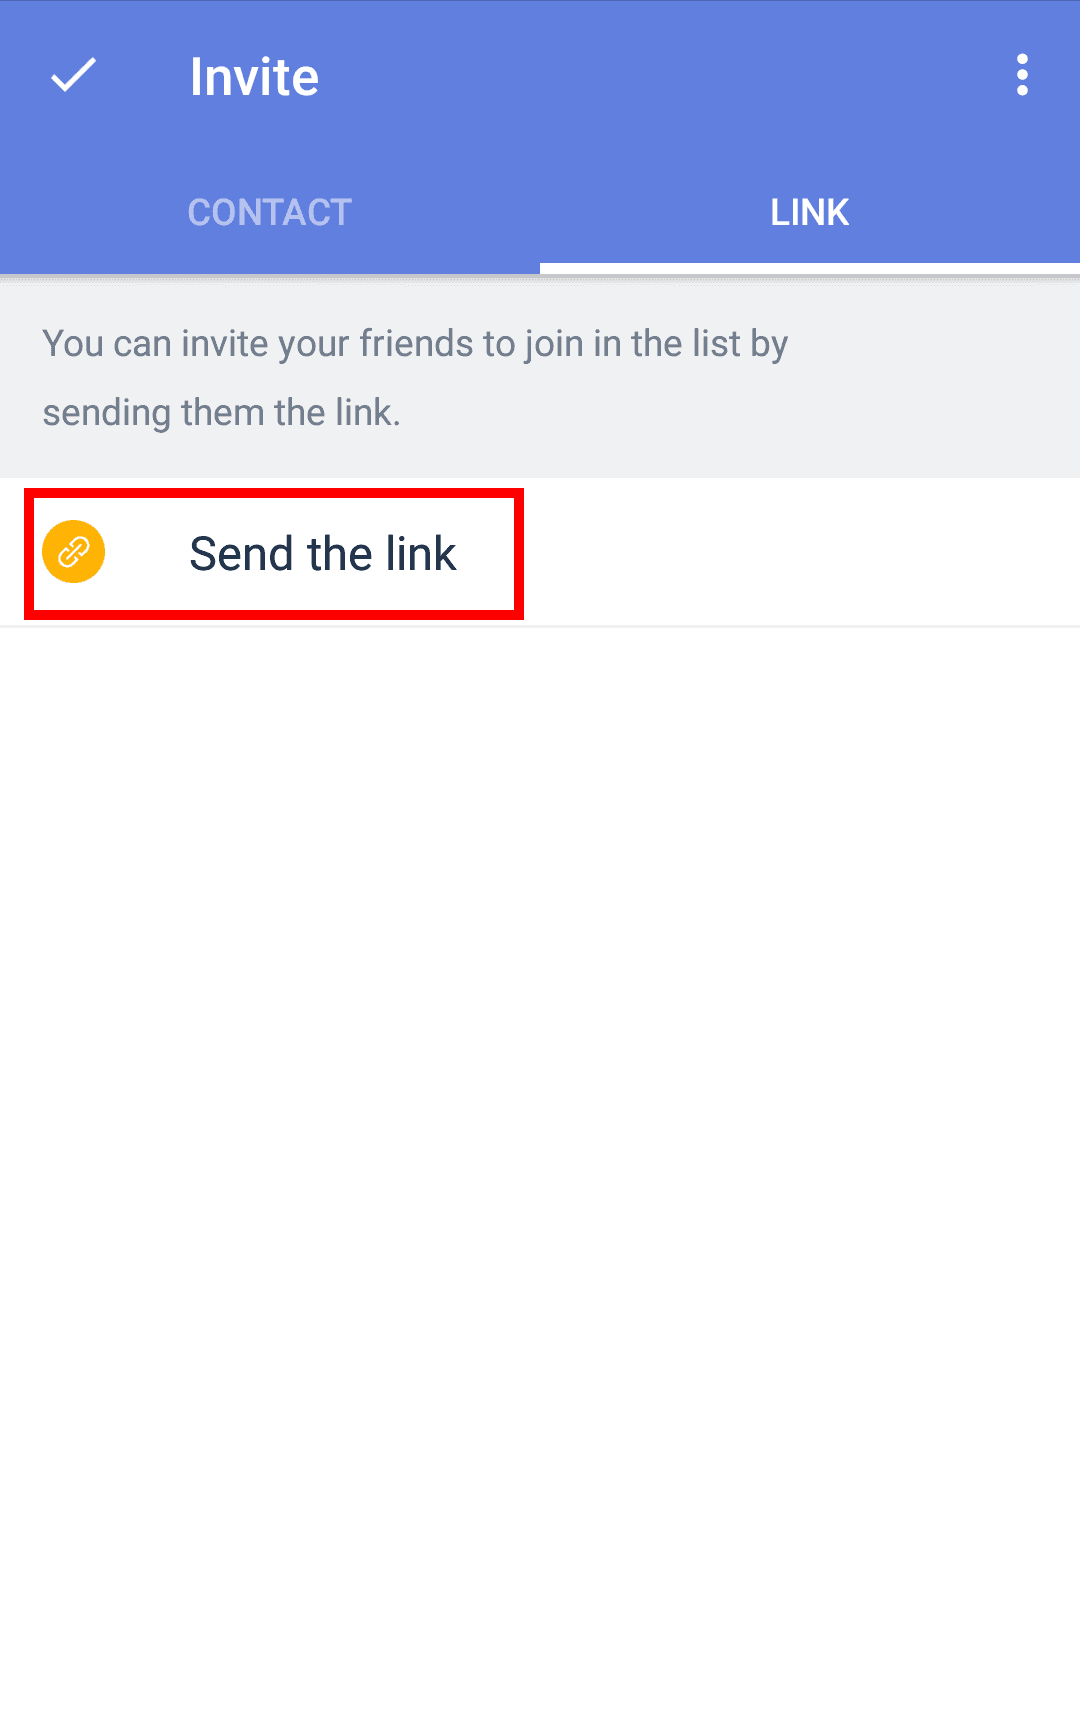 Invite
CONTACT
LINK
You can invite your friends to join in the list by
sending them the link.
Send the link